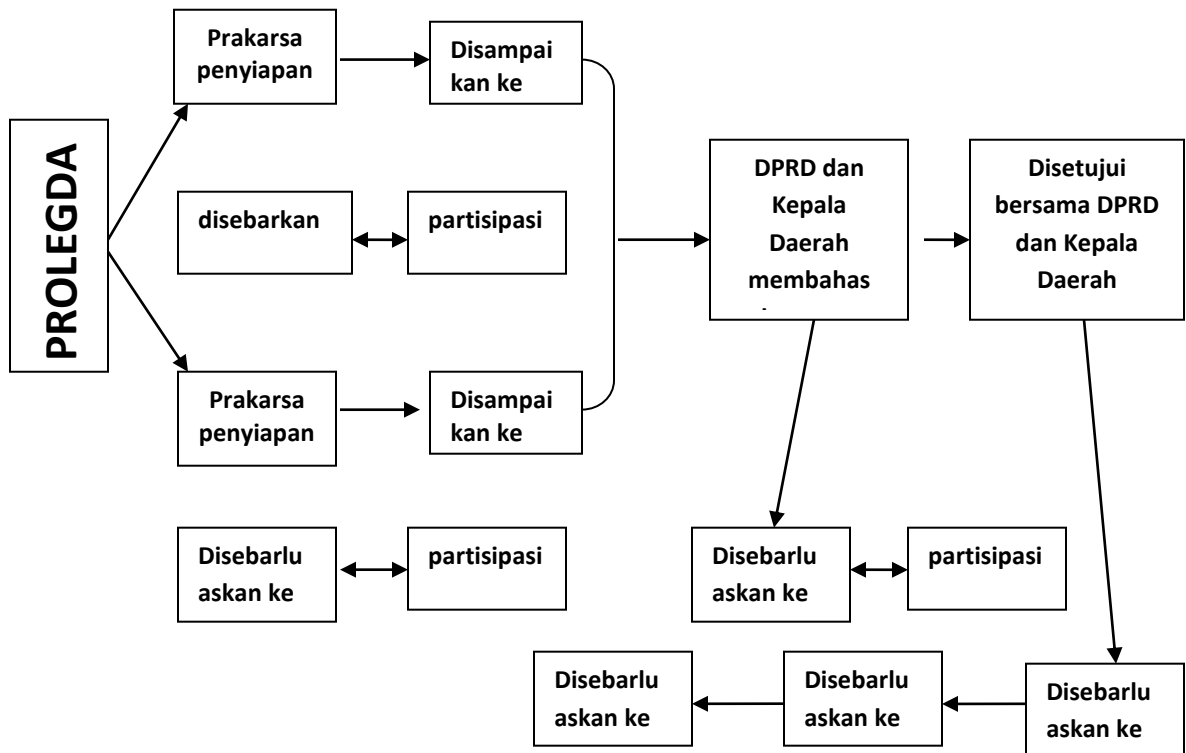 PROLEGDA
Prakarsa
penyiapan
Disampai
kan ke
disebarkan
partisipasi
Prakarsa
penyiapan
Disampai
kan ke
Disebarlu
askan ke
partisipasi
DPRD dan
Kepala
Daerah
membahas
Disetujui
bersama DPRD
dan Kepala
Daerah
Disebarlu
askan ke
partisipasi
Disebarlu
askan ke
Disebarlu
askan ke
Disebarlu
askan ke